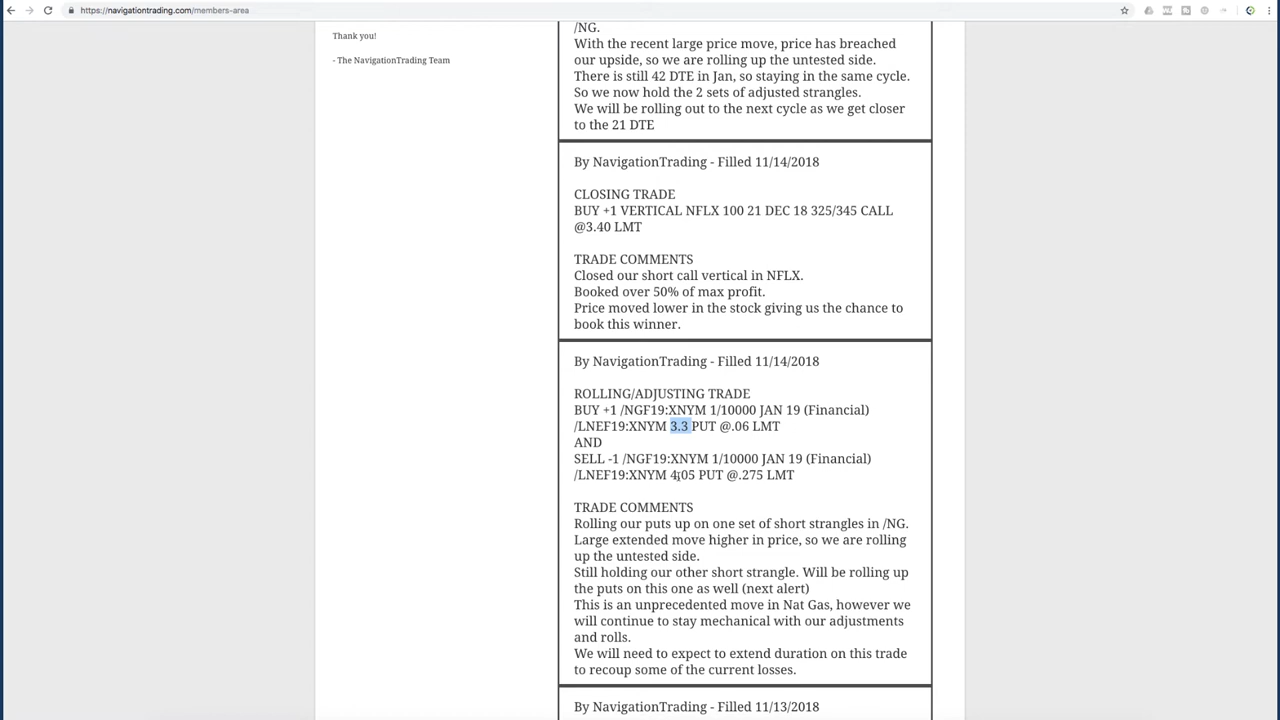 https://navigationtrading.com/members-area
Thank you!
- The NavigationTrading Team
/NG.
With the recent large price move, price has breached
our upside, so we are rolling up the untested side.
There is still 42 DTE in Jan, so staying in the same cycle.
So we now hold the 2 sets of adjusted strangles.
We will be rolling out to the next cycle as we get closer
to the 21 DTE
By NavigationTrading - Filled 11/14/2018
CLOSING TRADE
BUY +1 VERTICAL NFLX 100 21 DEC 18 325/345 CALL
@3.40 LMT
TRADE COMMENTS
Closed our short call vertical in NFLX.
Booked over 50% of max profit.
Price moved lower in the stock giving us the chance to
book this winner.
By NavigationTrading - Filled 11/14/2018
ROLLING/ADJUSTING TRADE
BUY +1 /NGF19:XNYM 1/10000 JAN 19 (Financial)
/LNEF19:XNYM 3.3 PUT @.06 LMT
AND
SELL -1 /NGF19:XNYM 1/10000 JAN 19 (Financial)
/LNEF19:XNYM 4.05 PUT @.275 LMT
TRADE COMMENTS
Rolling our puts up on one set of short strangles in /NG.
Large extended move higher in price, so we are rolling
up the untested side.
Still holding our other short strangle. Will be rolling up
the puts on this one as well (next alert)
This is an unprecedented move in Nat Gas, however we
will continue to stay mechanical with our adjustments
and rolls.
We will need to expect to extend duration on this trade
to recoup some of the current losses.
By NavigationTrading - Filled 11/13/2018